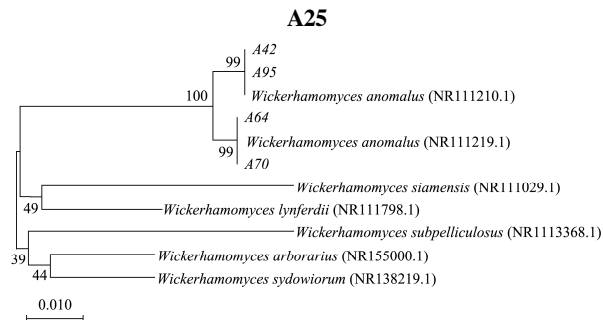 A25
A42
99
A95
Wickerhamomyces anomalus (NR111210.1)
100
A64
Wickerhamomyces anomalus (NR111219.1)
99
A70
Wickerhamomyces siamensis (NR111029.1)
49
Wickerhamomyces lynferdii (NR111798.1)
Wickerhamomyces subpelliculosus (NR1113368.1)
39
Wickerhamomyces arborarius (NR155000.1)
44
Wickerhamomyces sydowiorum (NR138219.1)
0.010